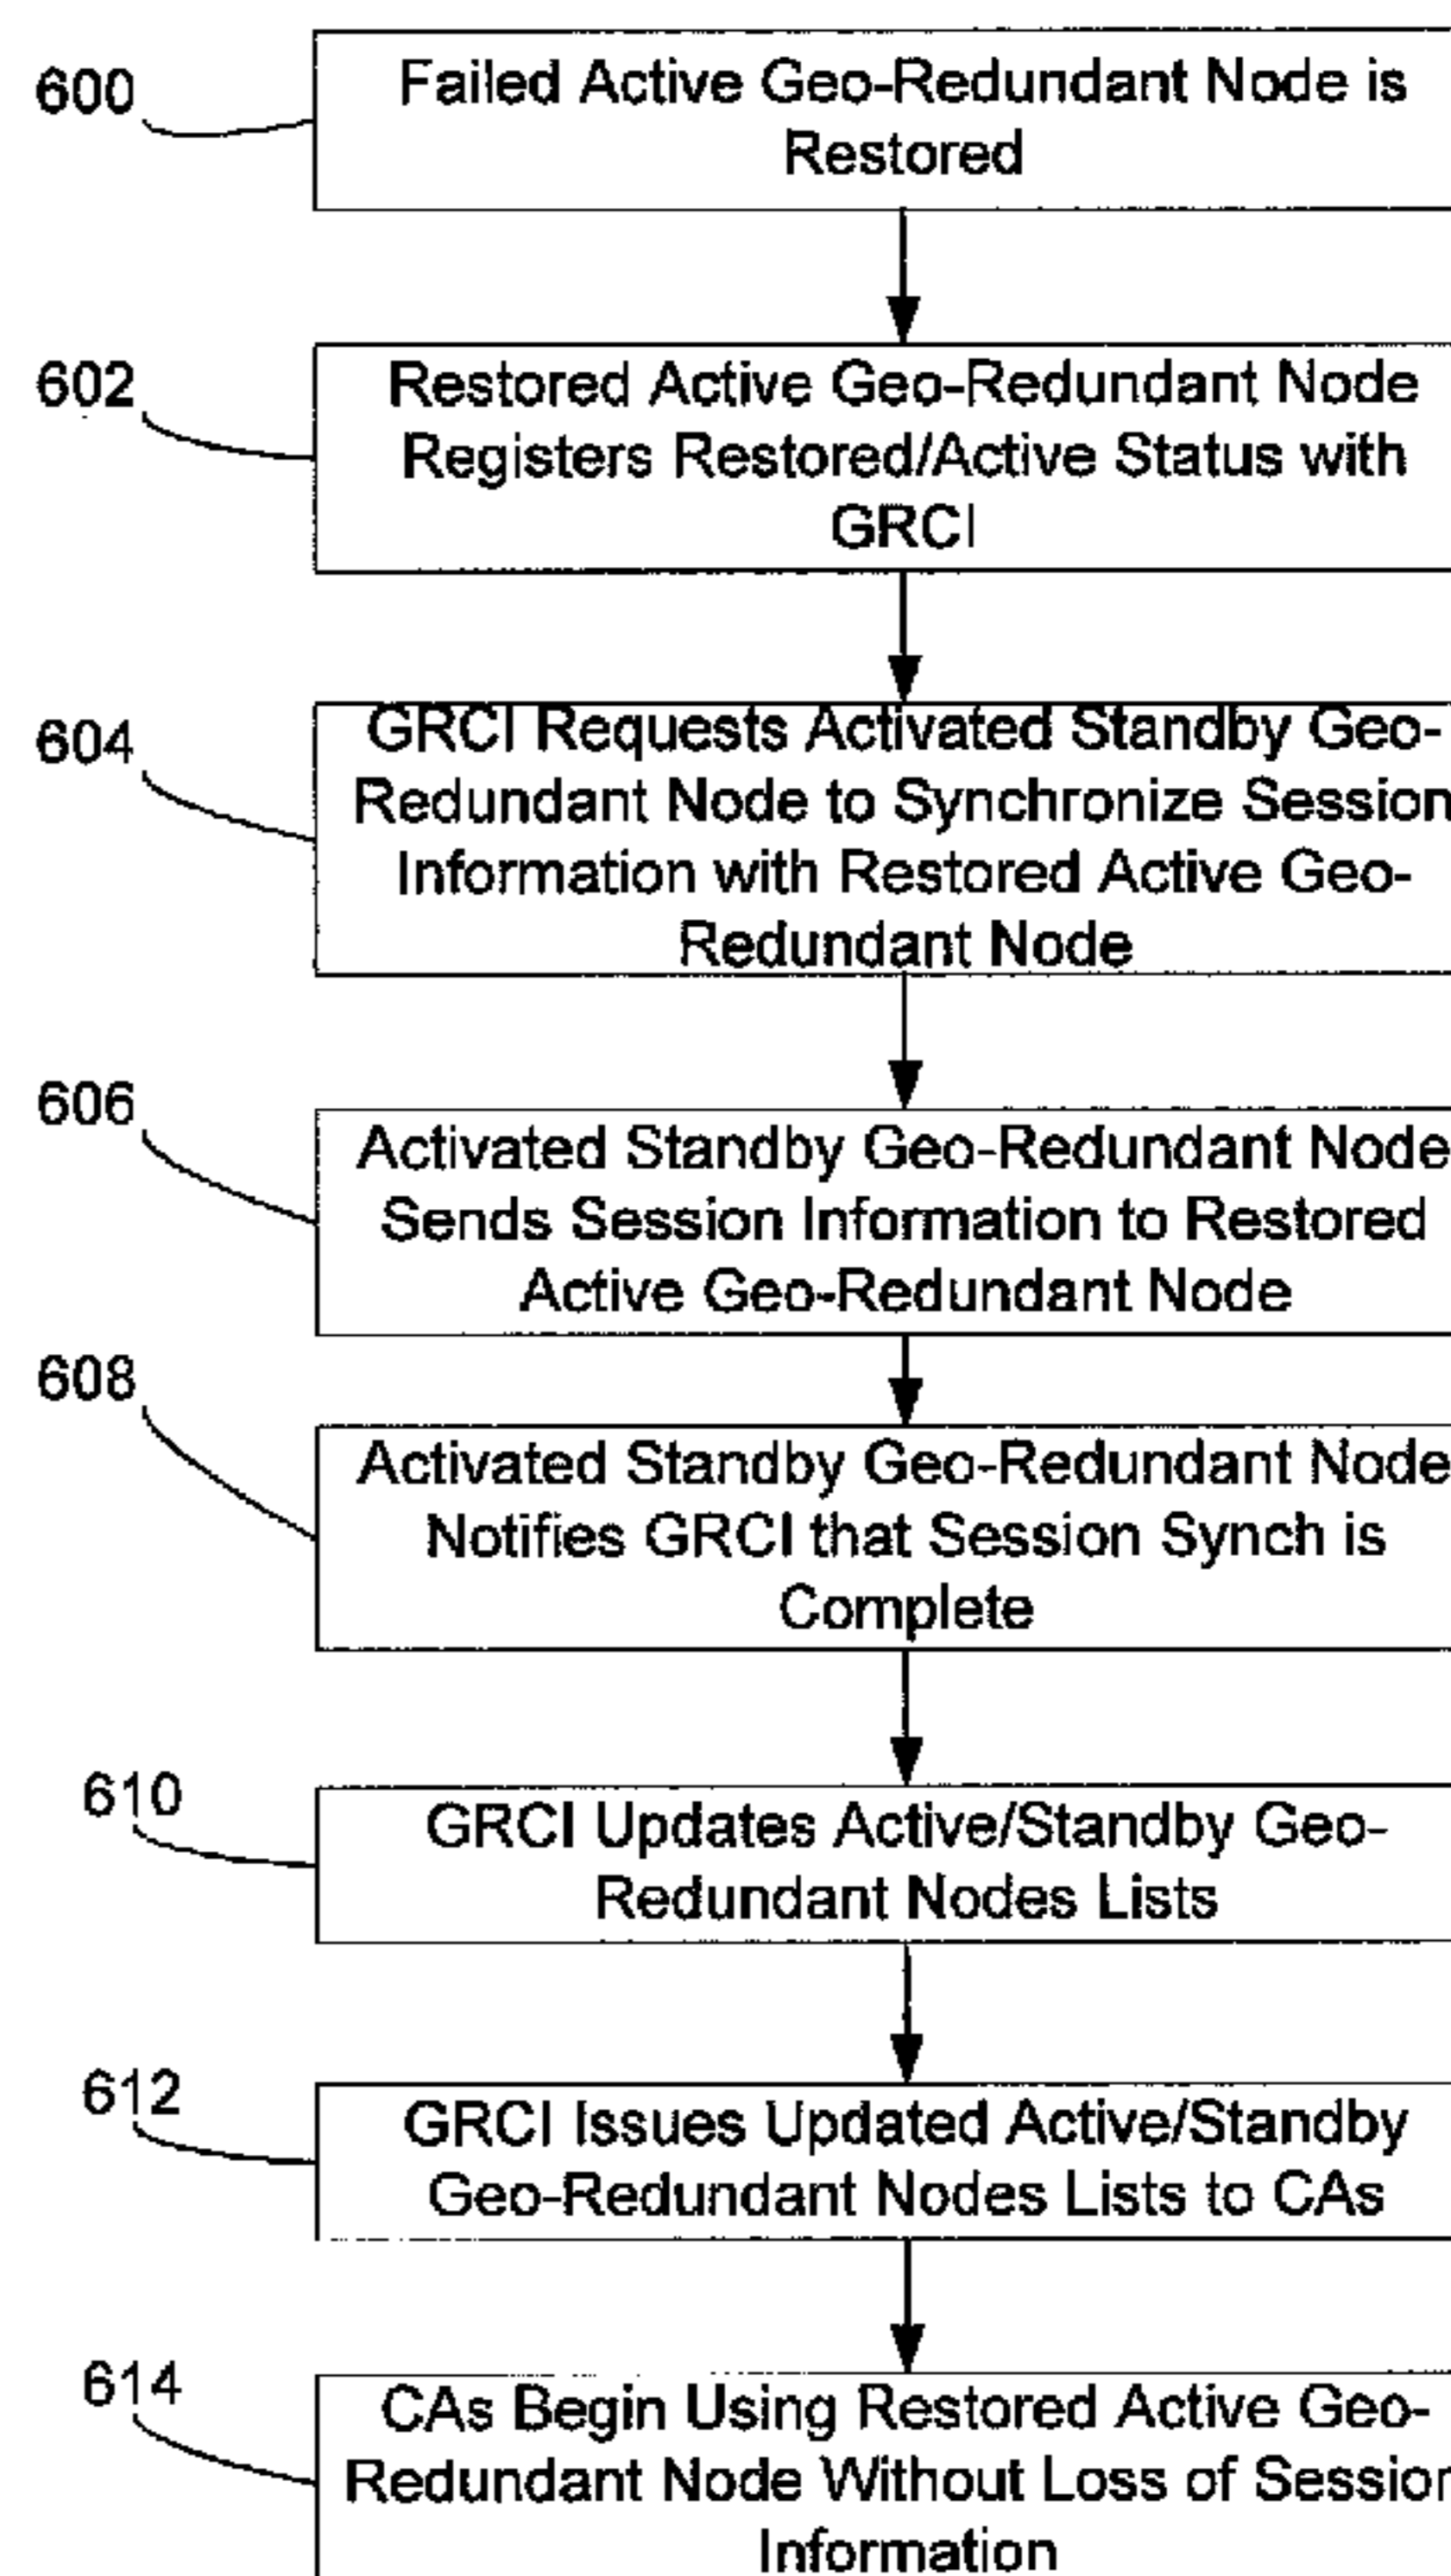 600
Failed Active Geo-Redundant Node is
Restored
602
Restored Active Geo-Redundant Node
Registers Restored/Active Status with
GRCI
604
GRCI Requests Activated Standby Geo-
Redundant Node to Synchronize Session
Information with Restored Active Geo-
Redundant Node
606
Activated Standby Geo-Redundant Node
Sends Session Information to Restored
Active Geo-Redundant Node
608
Activated Standby Geo-Redundant Node
Notifies GRCI that Session Synch is
Complete
610
GRCI Updates Active/Standby Geo-
Redundant Nodes Lists
612
GRCI Issues Updated Active/Standby
Geo-Redundant Nodes Lists to CAs
614
CAs Begin Using Restored Active Geo-
Redundant Node Without Loss of Session
Information